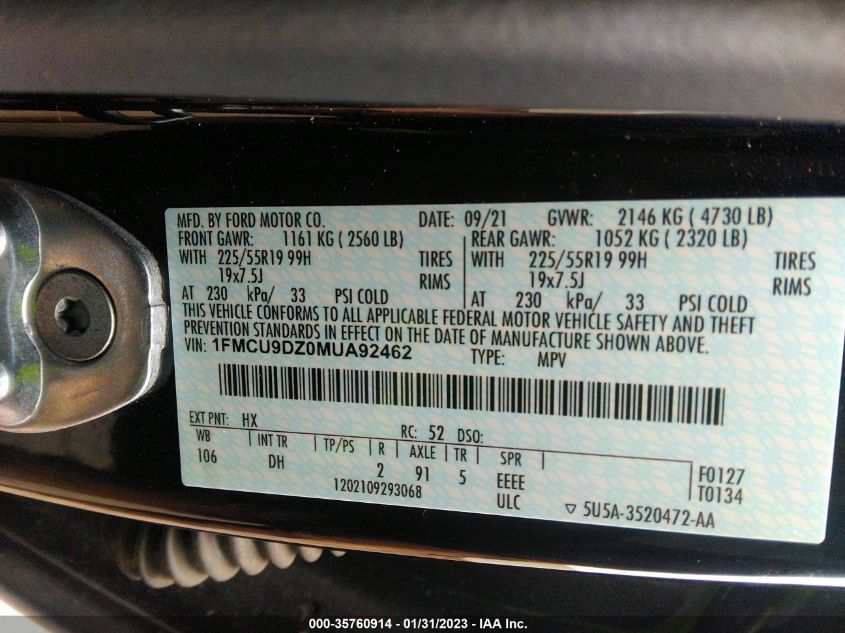 MFD. BY FORD MOTOR CO. DATE: 09/21 GVWR: 2146 KG ( 4730 LB)
FRONT GAWR: 1161 KG ( 2560 LB) REAR GAWR: 1052 KG ( 2320 LB)
WITH 225/55R19 99H TIRES WITH 225/55R19 99H TIRES
19x7.5J RIMS 19x7.5J RIMS
AT 230 kPa/ 33 PSI COLD AT 230 kPa/ 33 PSI COLD
THIS VEHICLE CONFORMS TO ALL APPLICABLE FEDERAL MOTOR VEHICLE SAFETY AND THEFT
PREVENTION STANDARDS IN EFFECT ON THE DATE OF MANUFACTURE SHOWN ABOVE.
VIN: 1FMCU9DZ0MUA92462 TYPE: MPV
EXT PNT: HX RC: 52 DSO:
WB INT TR TP/PS R AXLE TR SPR
106 DH 2 91 5 EEEE F0127
1202109293068 ULC T0134
▽ 5U5A-3520472-AA
000-35760914 - 01/31/2023 - IAA Inc.